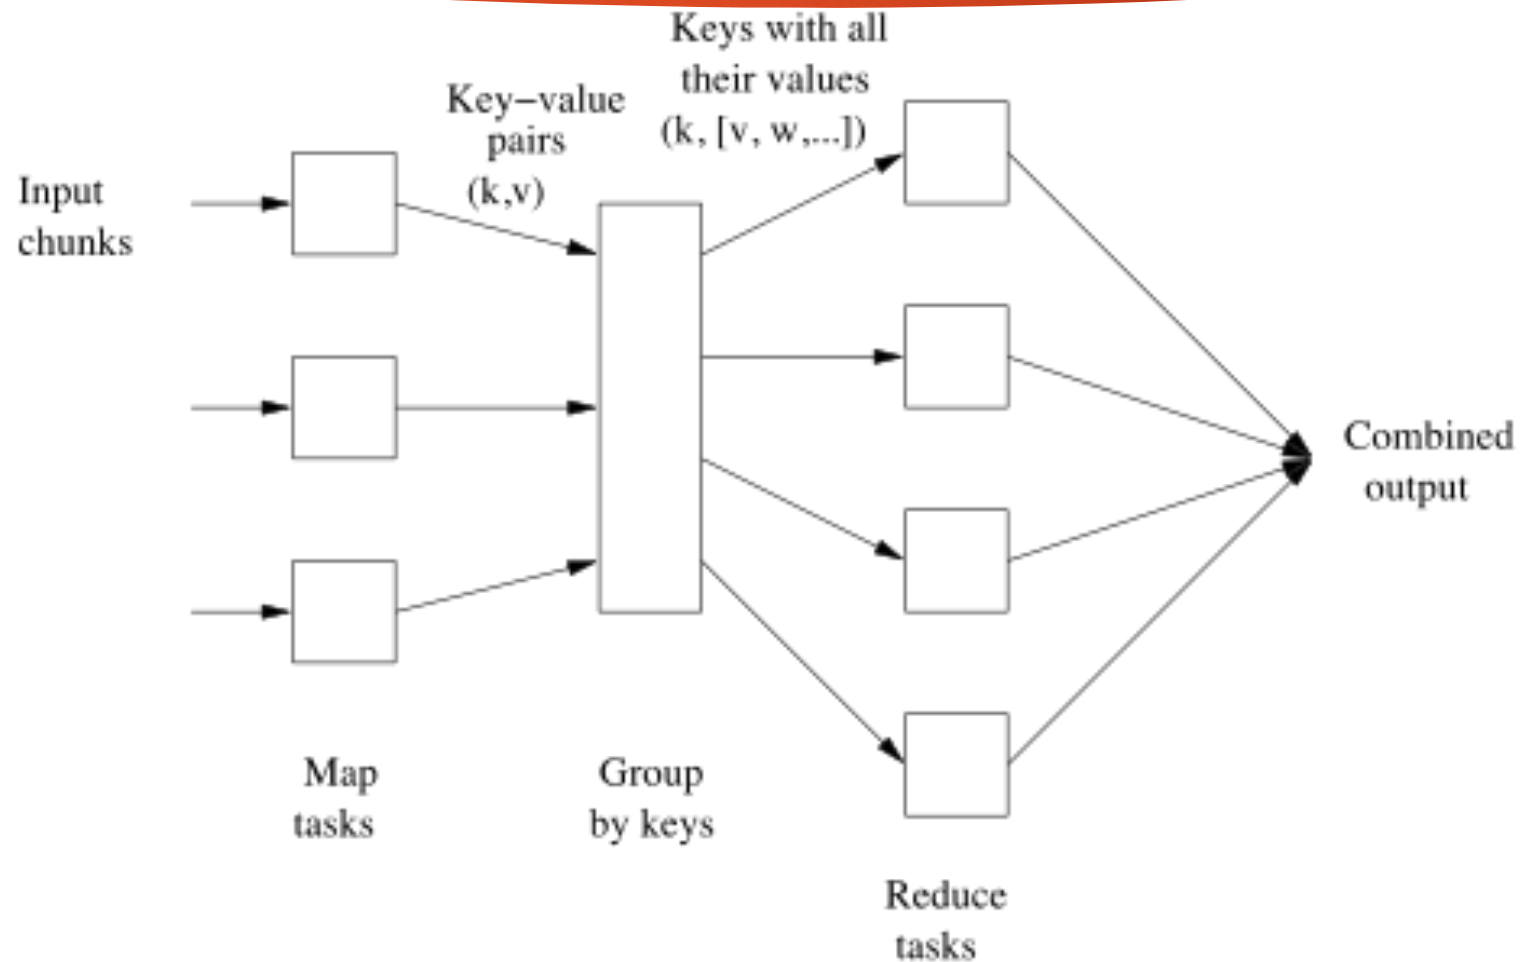 Keys with all
their values
(k, [v, w,...])
Key−value
pairs
(k,v)
Input
chunks
Combined
output
Map
tasks
Group
by keys
Reduce
tasks